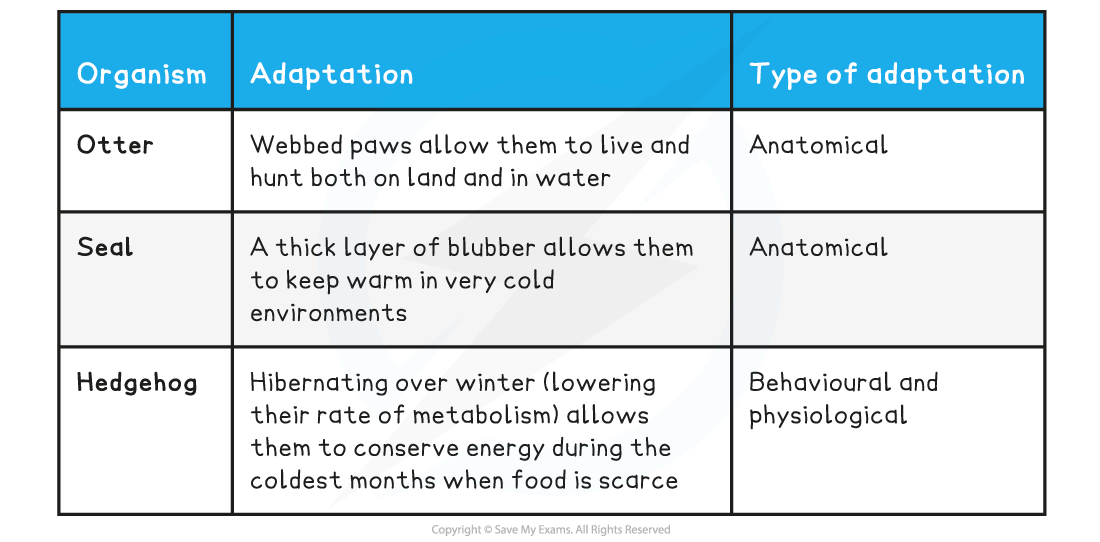 Organism Adaptation Type of adaptation
Otter Webbed paws allow them to live and Anatomical
hunt both on land and in water
Seal A thick layer of blubber allows them Anatomical
to keep warm in very cold
environments
Hedgehog Hibernating over winter (lowering Behavioural and
their rate of metabolism) allows physiological
them to conserve energy during the
coldest months when food is scarce
Copyright © Save My Exams. All Rights Reserved